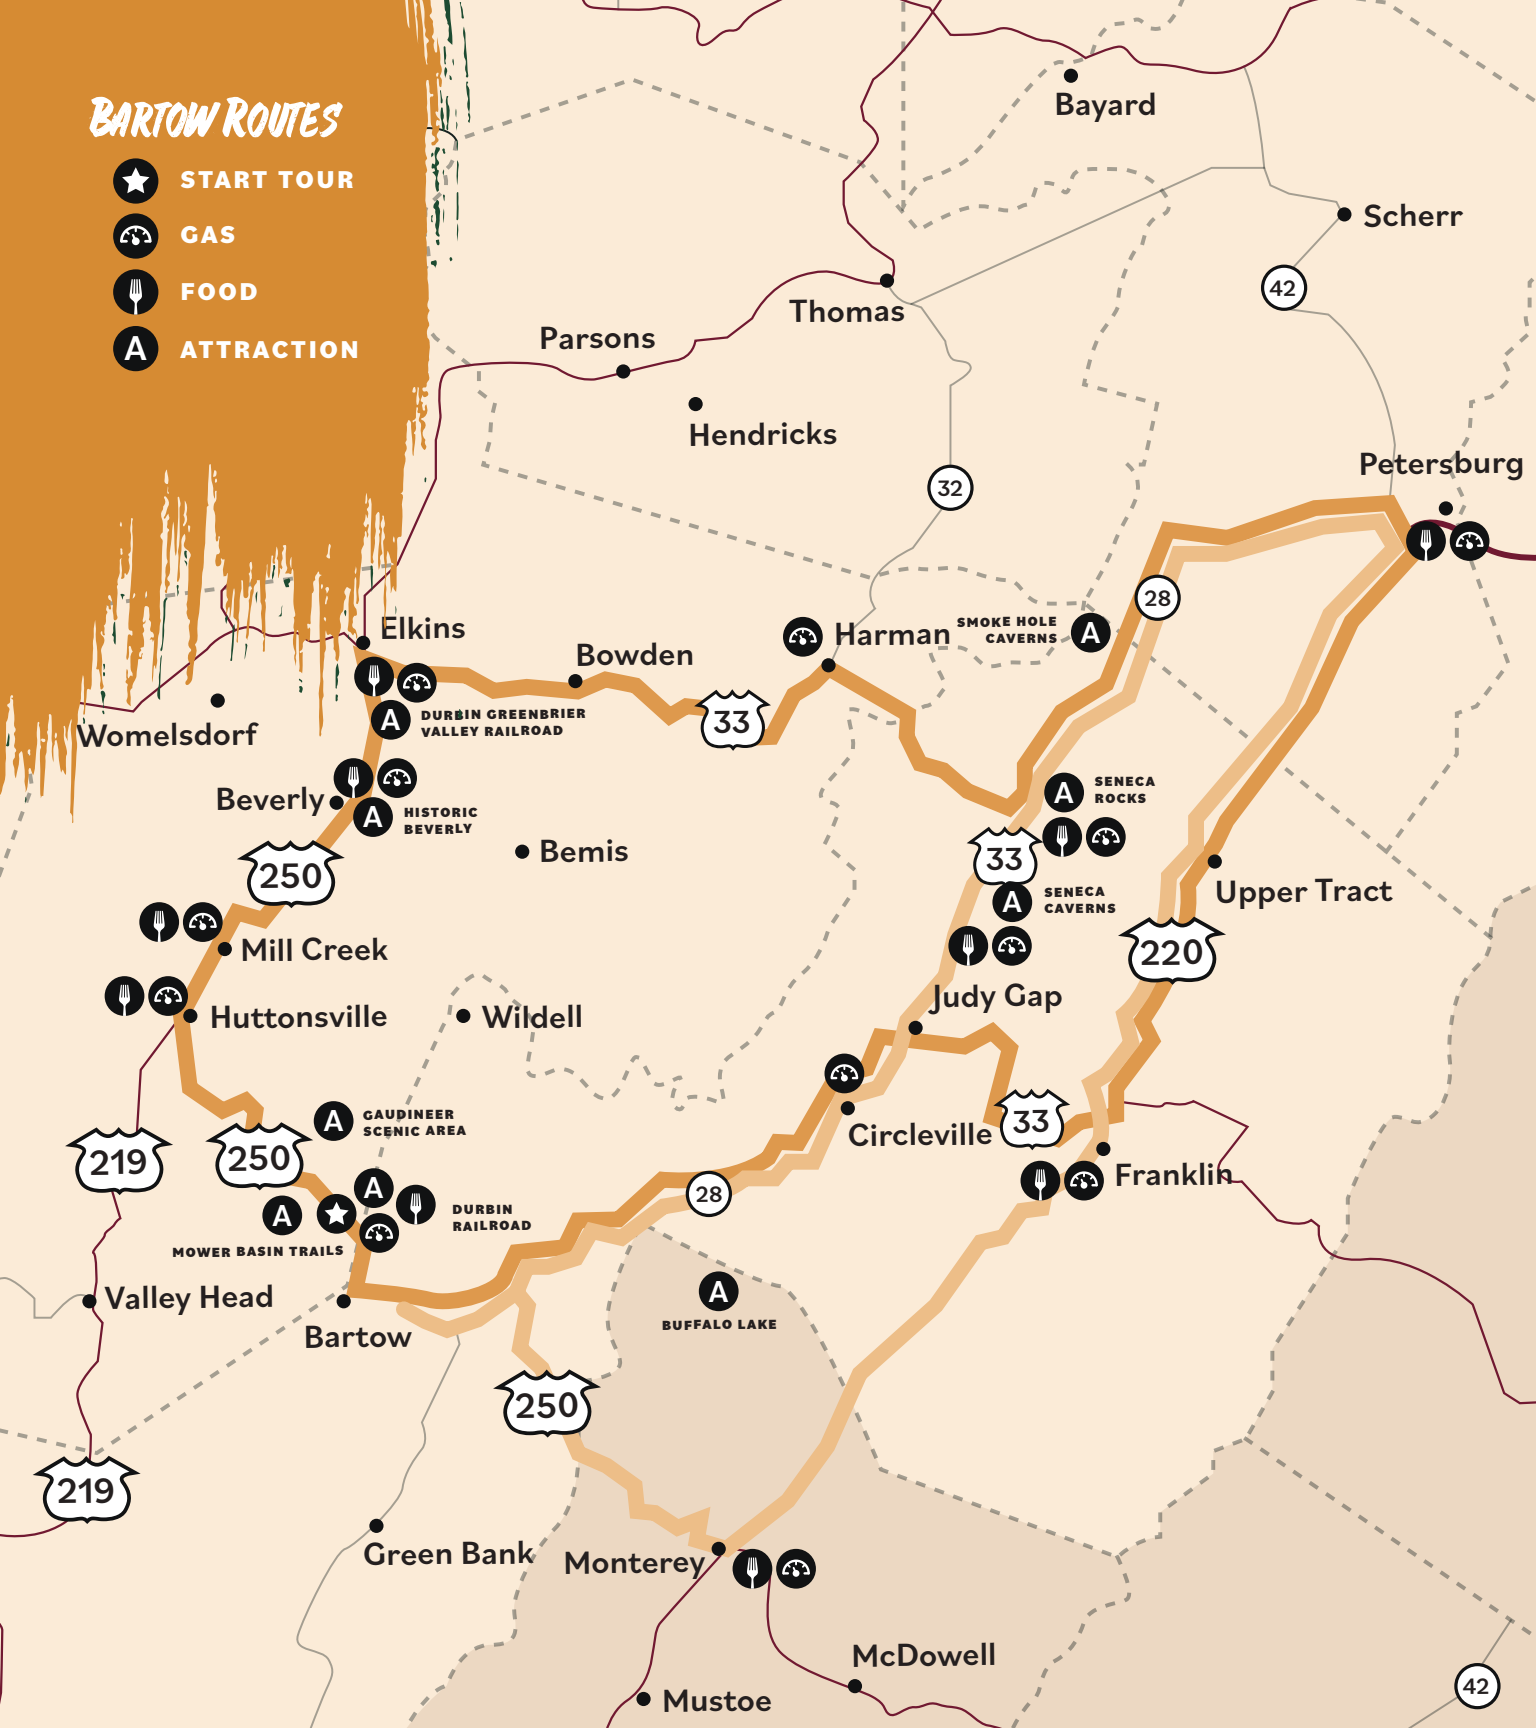 BARTOW ROUTES
START TOUR
GAS
FOOD
A ATTRACTION
Bayard
Scherr
42
Thomas
Parsons
Hendricks
32
Petersburg
28
Elkins
Harman
SMOKE HOLE
CAVERNS
A
Bowden
33
A
DURBIN GREENBRIER
VALLEY RAILROAD
Womelsdorf
Beverly
A
HISTORIC
BEVERLY
A
SENECA
ROCKS
Bemis
250
33
A
SENECA
CAVERNS
Upper Tract
Mill Creek
220
Judy Gap
Huttonsville
Wildell
A
GAUDINEER
SCENIC AREA
Circleville
33
219
250
28
Franklin
A
A
DURBIN
RAILROAD
MOWER BASIN TRAILS
Valley Head
A
BUFFALO LAKE
Bartow
250
219
Green Bank
Monterey
McDowell
Mustoe
42